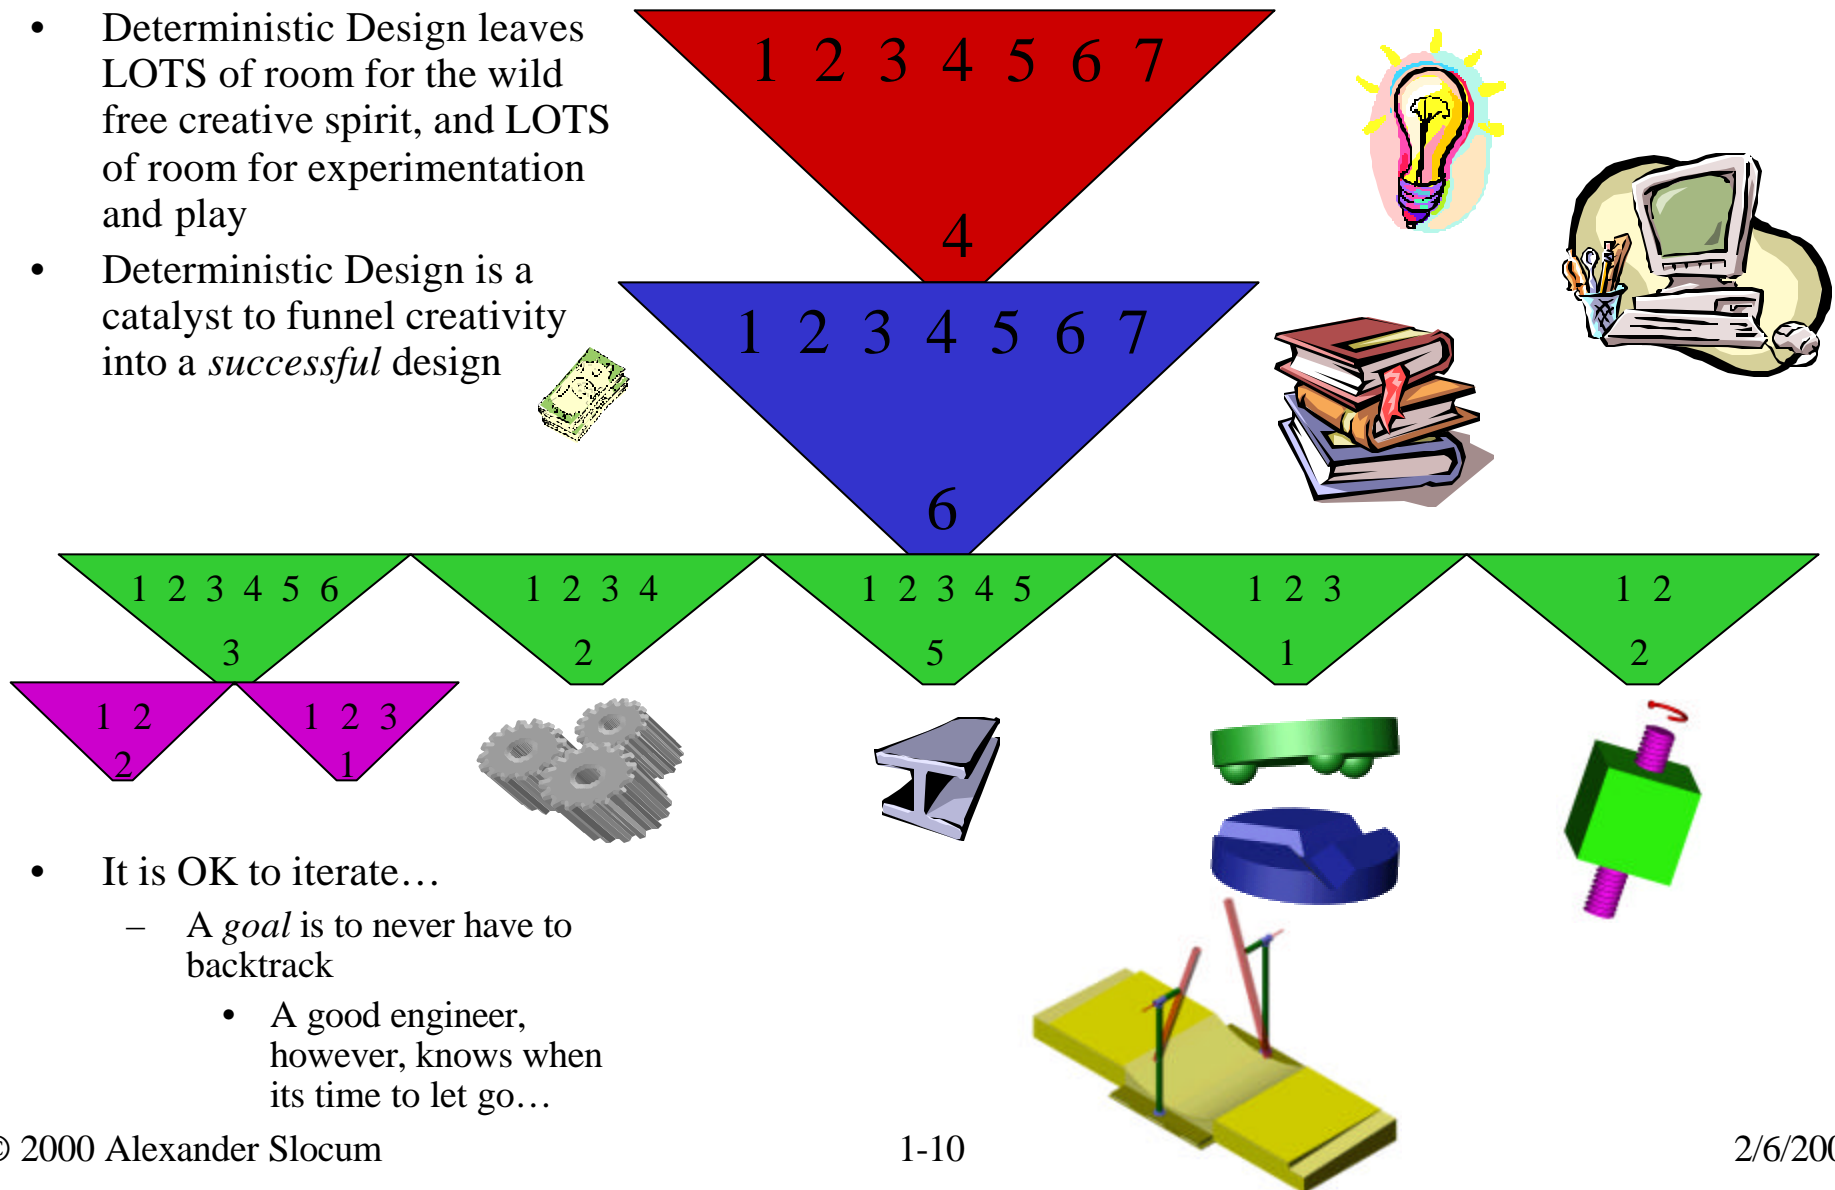 • Deterministic Design leaves
LOTS of room for the wild
free creative spirit, and LOTS
of room for experimentation
and play
• Deterministic Design is a
catalyst to funnel creativity
into a successful design
1 2 3 4 5 6 7
4
1 2 3 4 5 6 7
6
1 2 3 4 5 6
3
1 2 3 4
2
1 2 3 4 5
5
1 2 3
1
1 2
2
1 2
2
1 2 3
1
• It is OK to iterate…
– A goal is to never have to
backtrack
• A good engineer,
however, knows when
its time to let go…
© 2000 Alexander Slocum
1-10
2/6/200